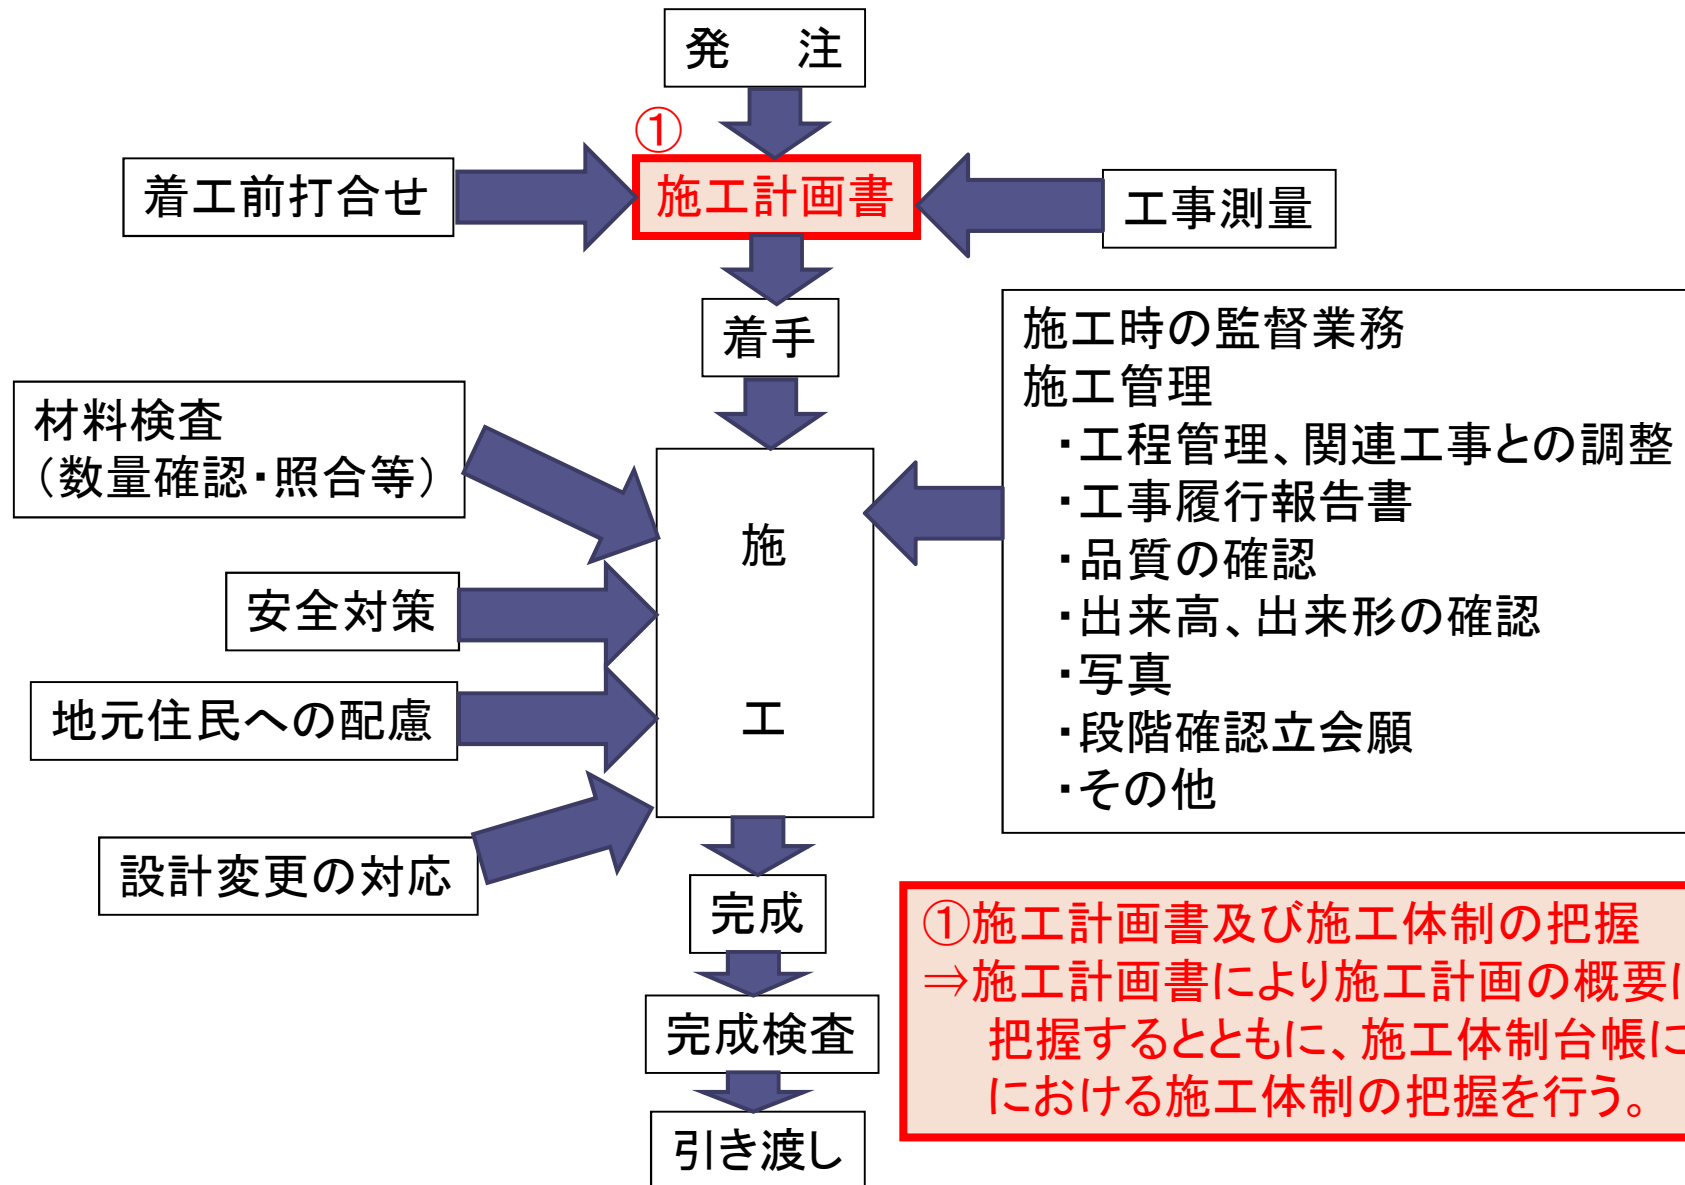 発　注
①
着工前打合せ
施工計画書
工事測量
着手
施工時の監督業務
施工管理
・工程管理、関連工事との調整
・工事履行報告書
・品質の確認
・出来高、出来形の確認
・写真
・段階確認立会願
・その他
材料検査
（数量確認・照合等）
安全対策
地元住民への配慮
設計変更の対応
施
工
完成
完成検査
引き渡し
①施工計画書及び施工体制の把握
⇒施工計画書により施工計画の概要
把握するとともに、施工体制台帳に
における施工体制の把握を行う。